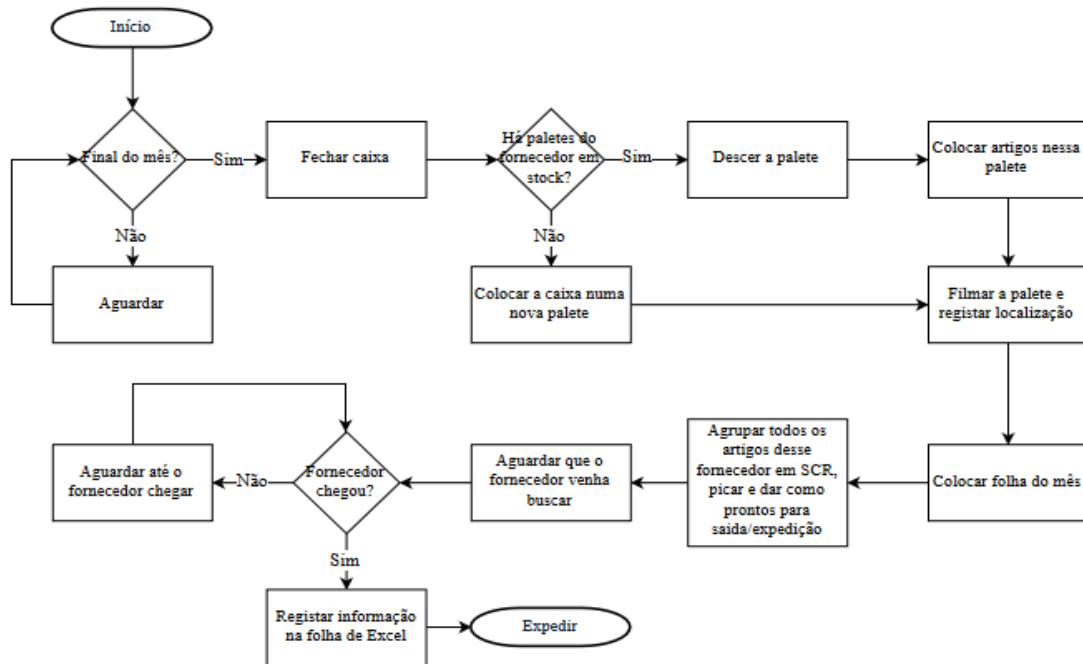 Início
Final do mês?
Sim
Fechar caixa
Há paletes do
fornecedor em
stock?
Sim
Descer a palete
Colocar artigos nessa
palete
Não
Aguardar
Não
Colocar a caixa numa
nova palete
Filmar a palete e
registar localização
Aguardar até o
fornecedor chegar
Não
Fornecedor
chegou?
Aguardar que o
fornecedor venha
buscar
Agrupar todos os
artigos desse
fornecedor em SCR,
picar e dar como
prontos para
saída/expedição
Colocar folha do mês
Sim
Registar informação
na folha de Excel
Expedir